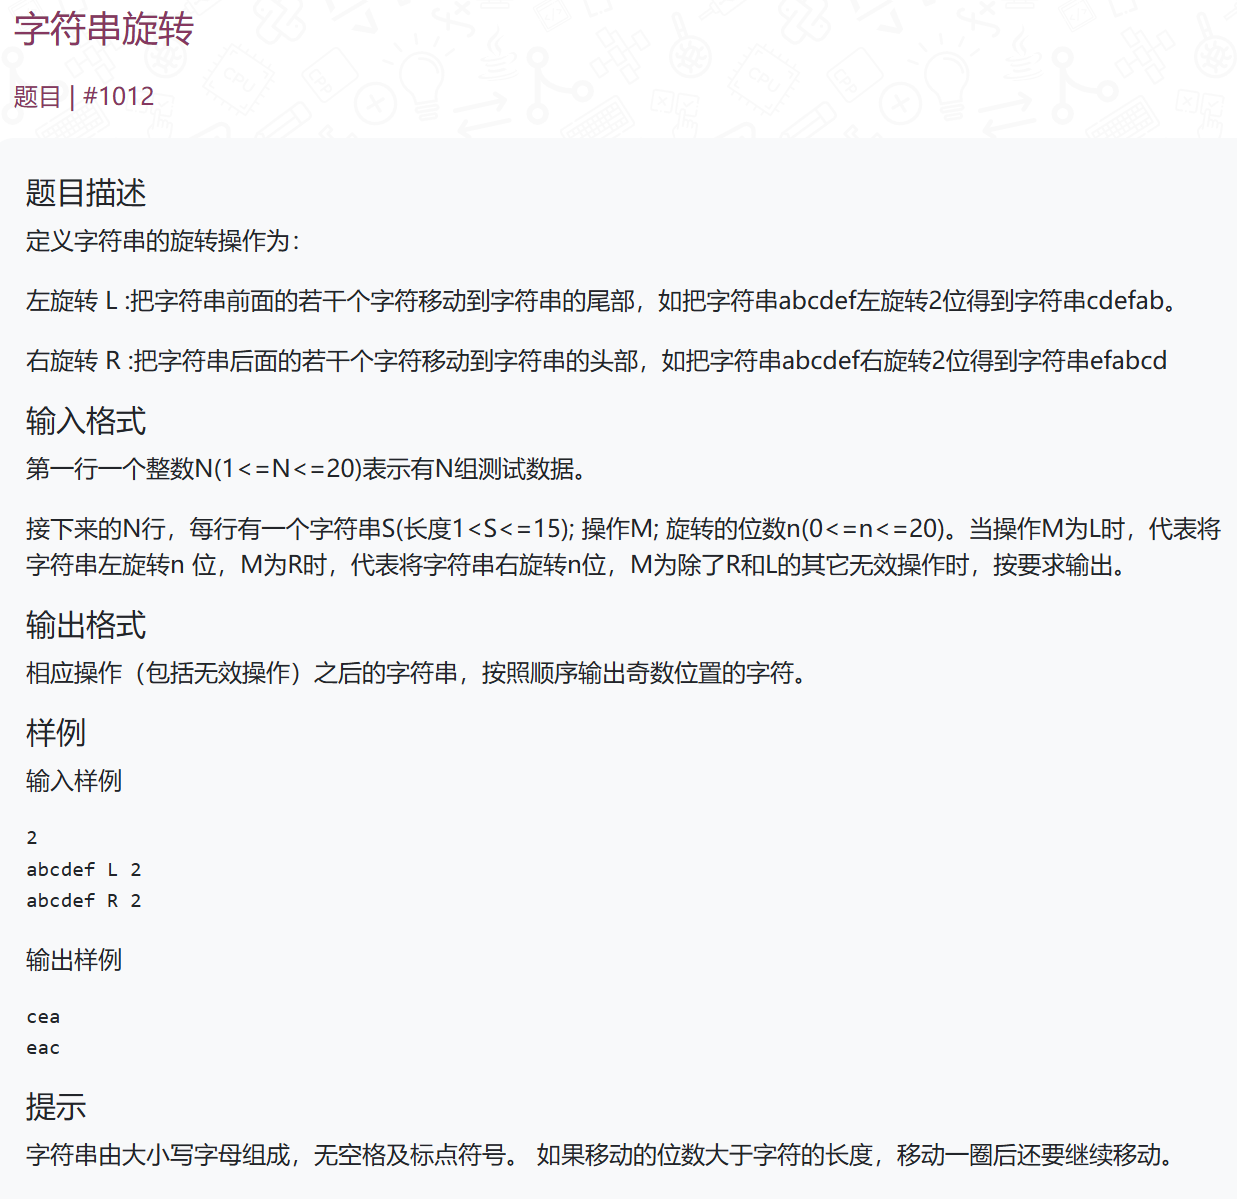 字符串旋转
题目 | #1012
题目描述
定义字符串的旋转操作为：
左旋转 L :把字符串前面的若干个字符移动到字符串的尾部，如把字符串abcdef左旋转2位得到字符串cdefab。
右旋转 R :把字符串后面的若干个字符移动到字符串的头部，如把字符串abcdef右旋转2位得到字符串efabcd
输入格式
第一行一个整数N(1<=N<=20)表示有N组测试数据。
接下来的N行，每行有一个字符串S(长度1<S<=15); 操作M; 旋转的位数n(0<=n<=20)。当操作M为L时，代表将
字符串左旋转n 位，M为R时，代表将字符串右旋转n位，M为除了R和L的其它无效操作时，按要求输出。
输出格式
相应操作（包括无效操作）之后的字符串，按照顺序输出奇数位置的字符。
样例
输入样例
2
abcdef L 2
abcdef R 2
输出样例
cea
eac
提示
字符串由大小写字母组成，无空格及标点符号。 如果移动的位数大于字符的长度，移动一圈后还要继续移动。